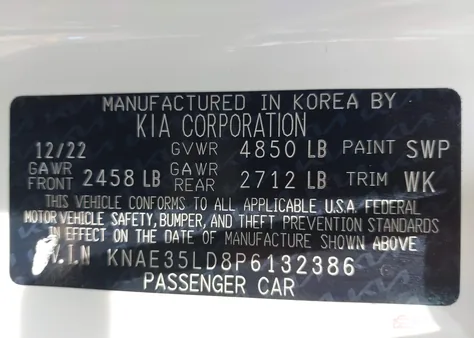 MANUFACTURED IN KOREA BY
KIA CORPORATION
12/22 GVWR 4850 LB PAINT SWP
GAWR FRONT 2458 LB GAWR REAR 2712 LB TRIM WK
THIS VEHICLE CONFORMS TO ALL APPLICABLE U.S.A. FEDERAL
MOTOR VEHICLE SAFETY, BUMPER, AND THEFT PREVENTION STANDARDS
IN EFFECT ON THE DATE OF MANUFACTURE SHOWN ABOVE
V.I.N KNAE35LD8P6132386
PASSENGER CAR